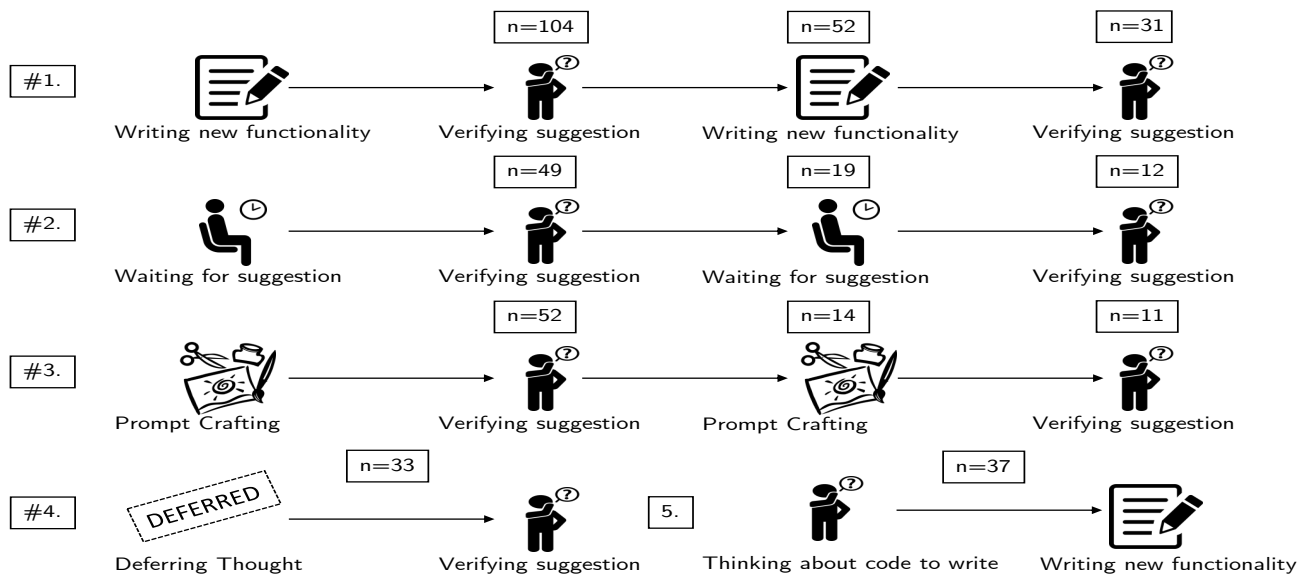 n=104 n=52 n=31
#1.
Writing new functionality Verifying suggestion Writing new functionality Verifying suggestion
n=49 n=19 n=12
#2.
Waiting for suggestion Verifying suggestion Waiting for suggestion Verifying suggestion
n=52 n=14 n=11
#3.
Prompt Crafting Verifying suggestion Prompt Crafting Verifying suggestion
n=33 n=37
#4. DEFERRED 5.
Deferring Thought Verifying suggestion Thinking about code to write Writing new functionality